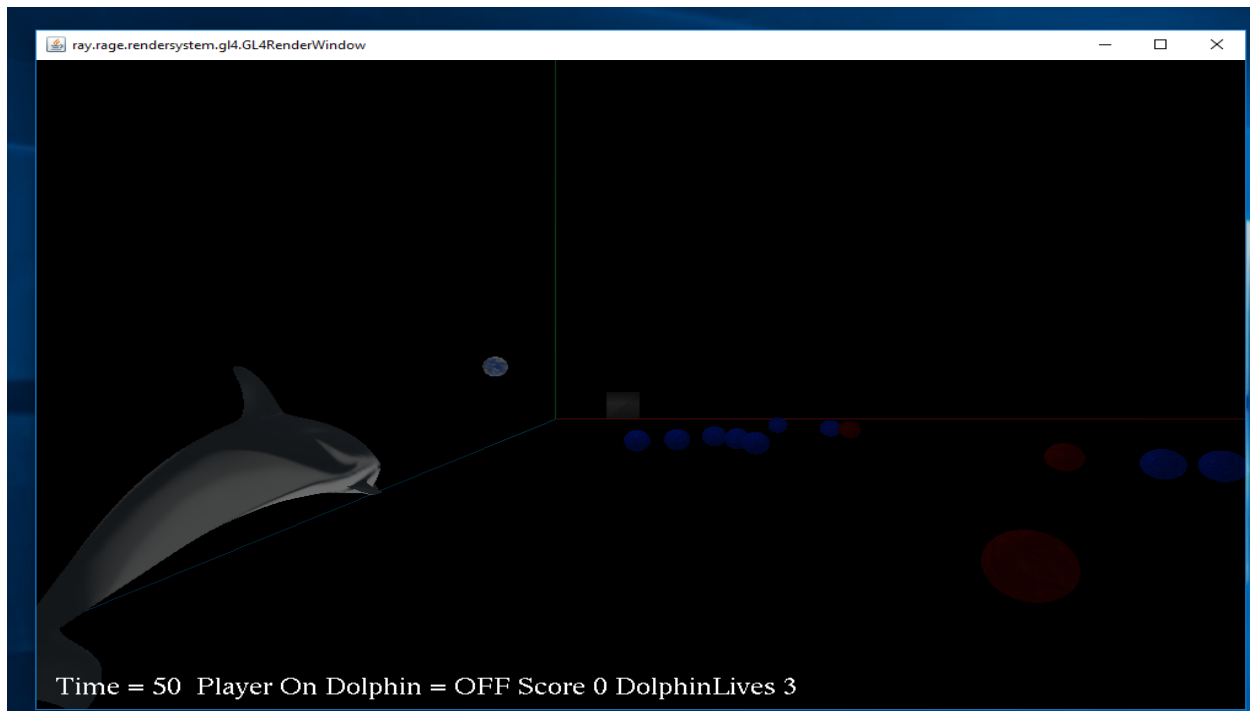 ray.rage.rendersystem.gl4.GL4RenderWindow
Time = 50  Player On Dolphin = OFF Score 0 DolphinLives 3